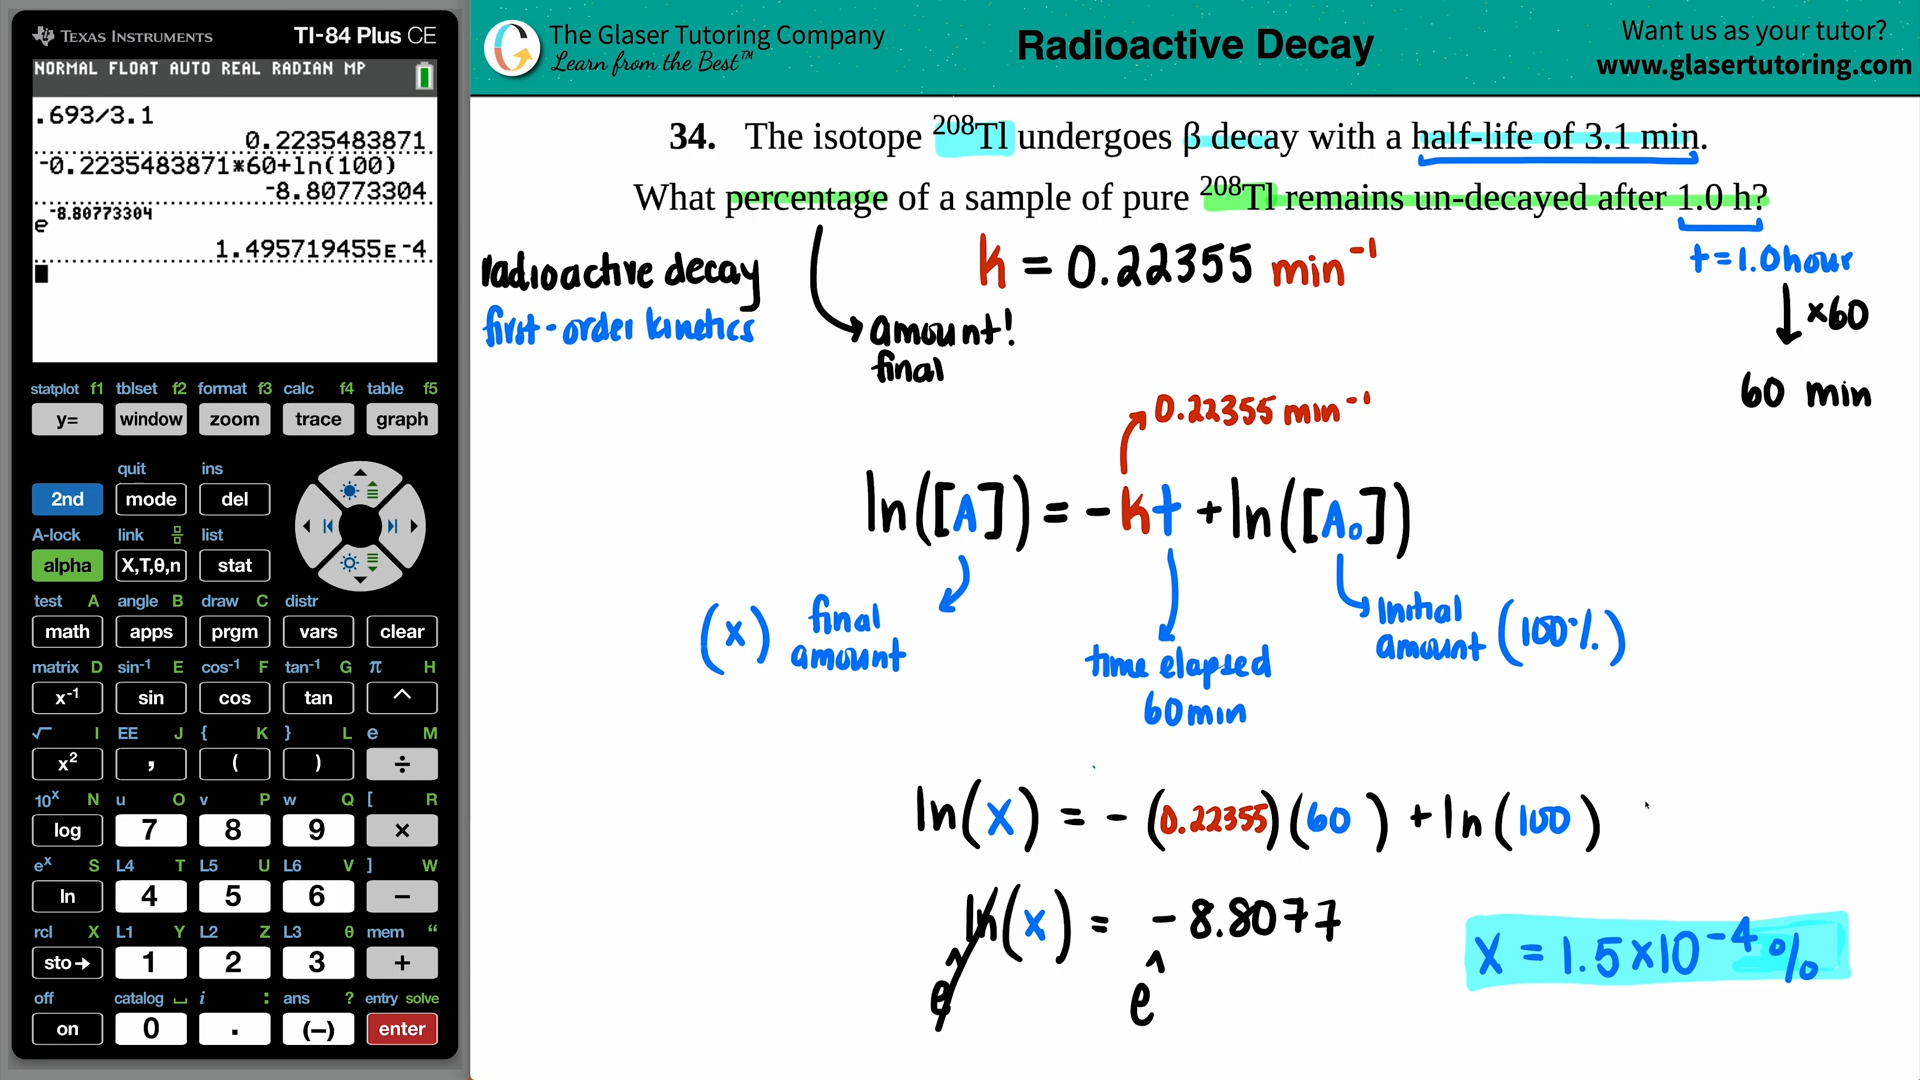 TEXAS INSTRUMENTS TI-84 Plus CE
NORMAL FLOAT AUTO REAL RADIAN MP
.693/3.1
0.2235483871
-0.2235483871*60+ln(100)
-8.80773304
e^-8.80773304
1.495719455E-4
statplot f1 tblset f2 format f3 calc f4 table f5
y= window zoom trace graph
quit ins
2nd mode del
A-lock link list
alpha X,T,θ,n stat
test A angle B draw C distr
math apps prgm vars clear
matrix D sin⁻¹ E cos⁻¹ F tan⁻¹ G π H
x⁻¹ sin cos tan ^
√ I EE J { K } L e M
x² , ( ) ÷
10ˣ N u O v P w Q [ R
log 7 8 9 ×
eˣ S L4 T L5 U L6 V ] W
ln 4 5 6 −
rcl X L1 Y L2 Z L3 θ mem "
sto→ 1 2 3 +
off catalog ⎵ i : ans ? entry solve
on 0 . (−) enter
The Glaser Tutoring Company
Learn from the Best™
Radioactive Decay
Want us as your tutor?
www.glasertutoring.com
34. The isotope ²⁰⁸Tl undergoes β decay with a half-life of 3.1 min.
What percentage of a sample of pure ²⁰⁸Tl remains un-decayed after 1.0 h?
radioactive decay
first-order kinetics
amount!
final
k = 0.22355 min⁻¹
t = 1.0 hour
×60
60 min
0.22355 min⁻¹
ln([A]) = -kt + ln([A₀])
(x) final
amount
time elapsed
60 min
initial
amount (100%)
ln(x) = -(0.22355)(60) + ln(100)
ln(x) = -8.8077
e^ e^
x = 1.5×10⁻⁴ %